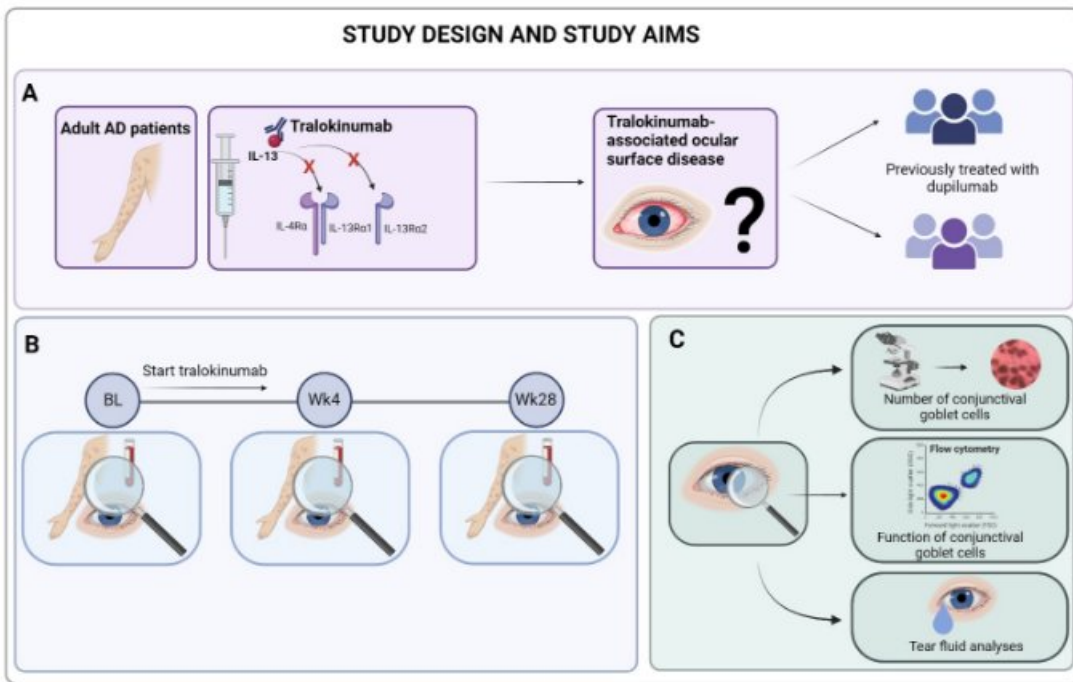 STUDY DESIGN AND STUDY AIMS
A
Adult AD patients
Tralokinumab
IL-13
X
X
IL-4Rα
IL-13Rα1
IL-13Rα2
Tralokinumab-
associated ocular
surface disease
?
Previously treated with
dupilumab
B
Start tralokinumab
BL
Wk4
Wk28
C
Number of conjunctival
goblet cells
Flow cytometry
Function of conjunctival
goblet cells
Tear fluid analyses